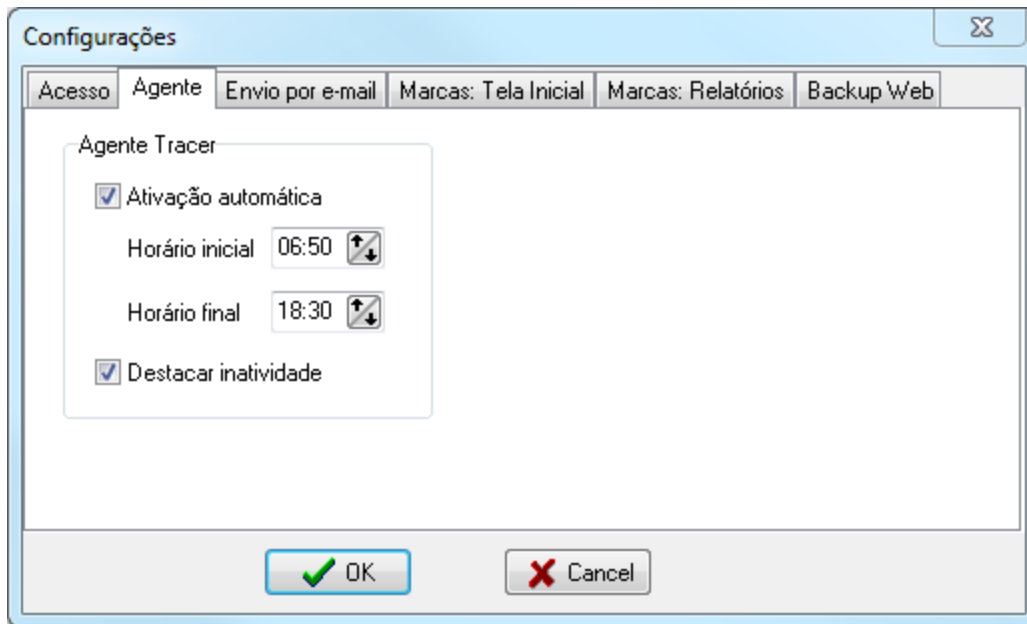 Configurações
Acesso Agente Envio por e-mail Marcas: Tela Inicial Marcas: Relatórios Backup Web
Agente Tracer
Ativação automática
Horário inicial 06:50
Horário final 18:30
Destacar inatividade
OK Cancel